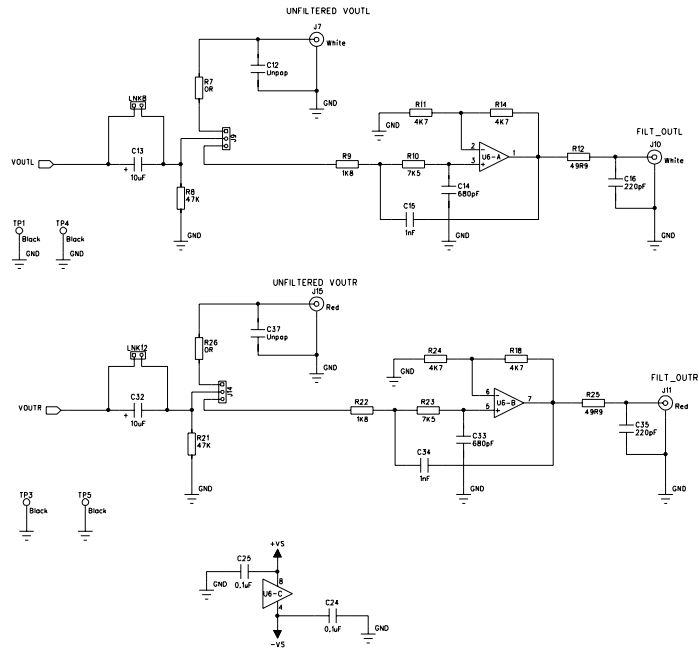 UNFILTERED VOUTL
J7
White
C12
Unpop
R7
0R
GND
LNK8
J9
C13
VOUTL
+
10uF
R8
47K
GND
R11
4K7
R14
4K7
GND
2
-
U6-A
1
3
+
R9
1K8
R10
7K5
C14
680pF
C15
1nF
GND
R12
49R9
FILT_OUTL
J10
White
C16
220pF
GND
TP1
Black
GND
TP4
Black
GND
UNFILTERED VOUTR
J15
Red
C37
Unpop
R26
0R
GND
LNK12
J14
C32
VOUTR
+
10uF
R21
47K
GND
R24
4K7
R18
4K7
GND
6
-
U6-B
7
5
+
R22
1K8
R23
7K5
C33
680pF
C34
1nF
GND
R25
49R9
FILT_OUTR
J11
Red
C35
220pF
GND
TP3
Black
TP5
Black
+VS
C25
0.1uF
GND
8
U6-C
4
C24
0.1uF
GND
-VS